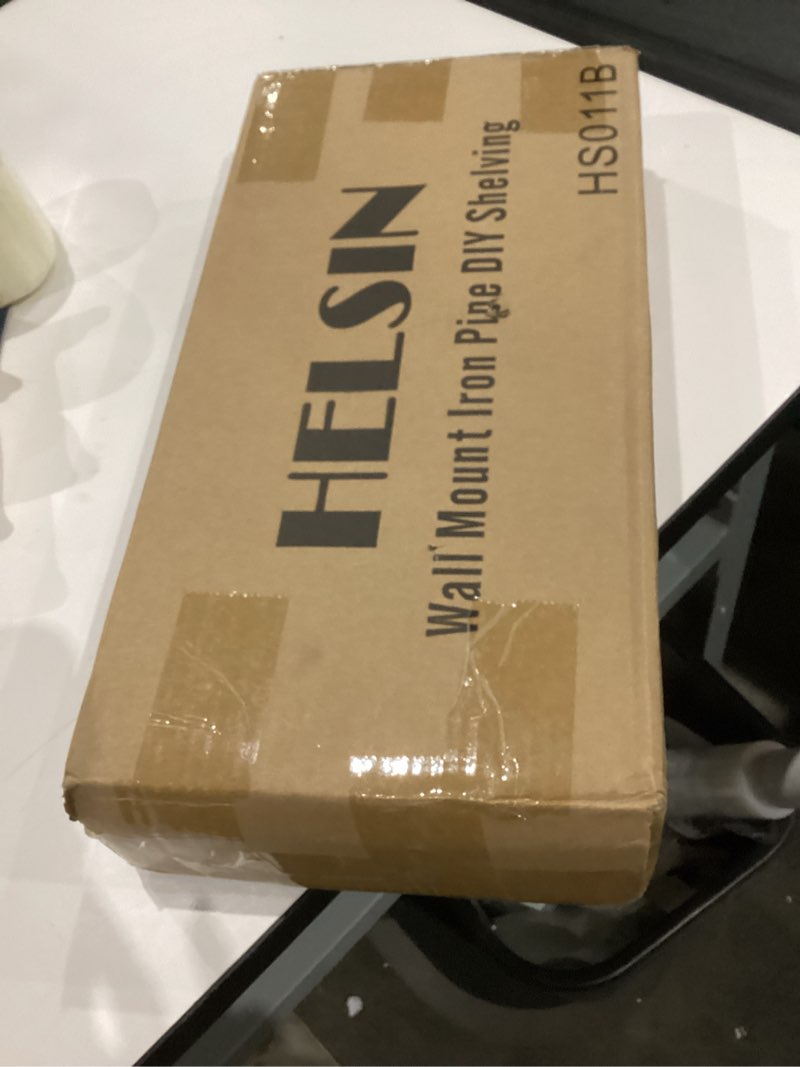 HELSIN
Wall Mount Iron Pipe DIY Shelving
HS011B